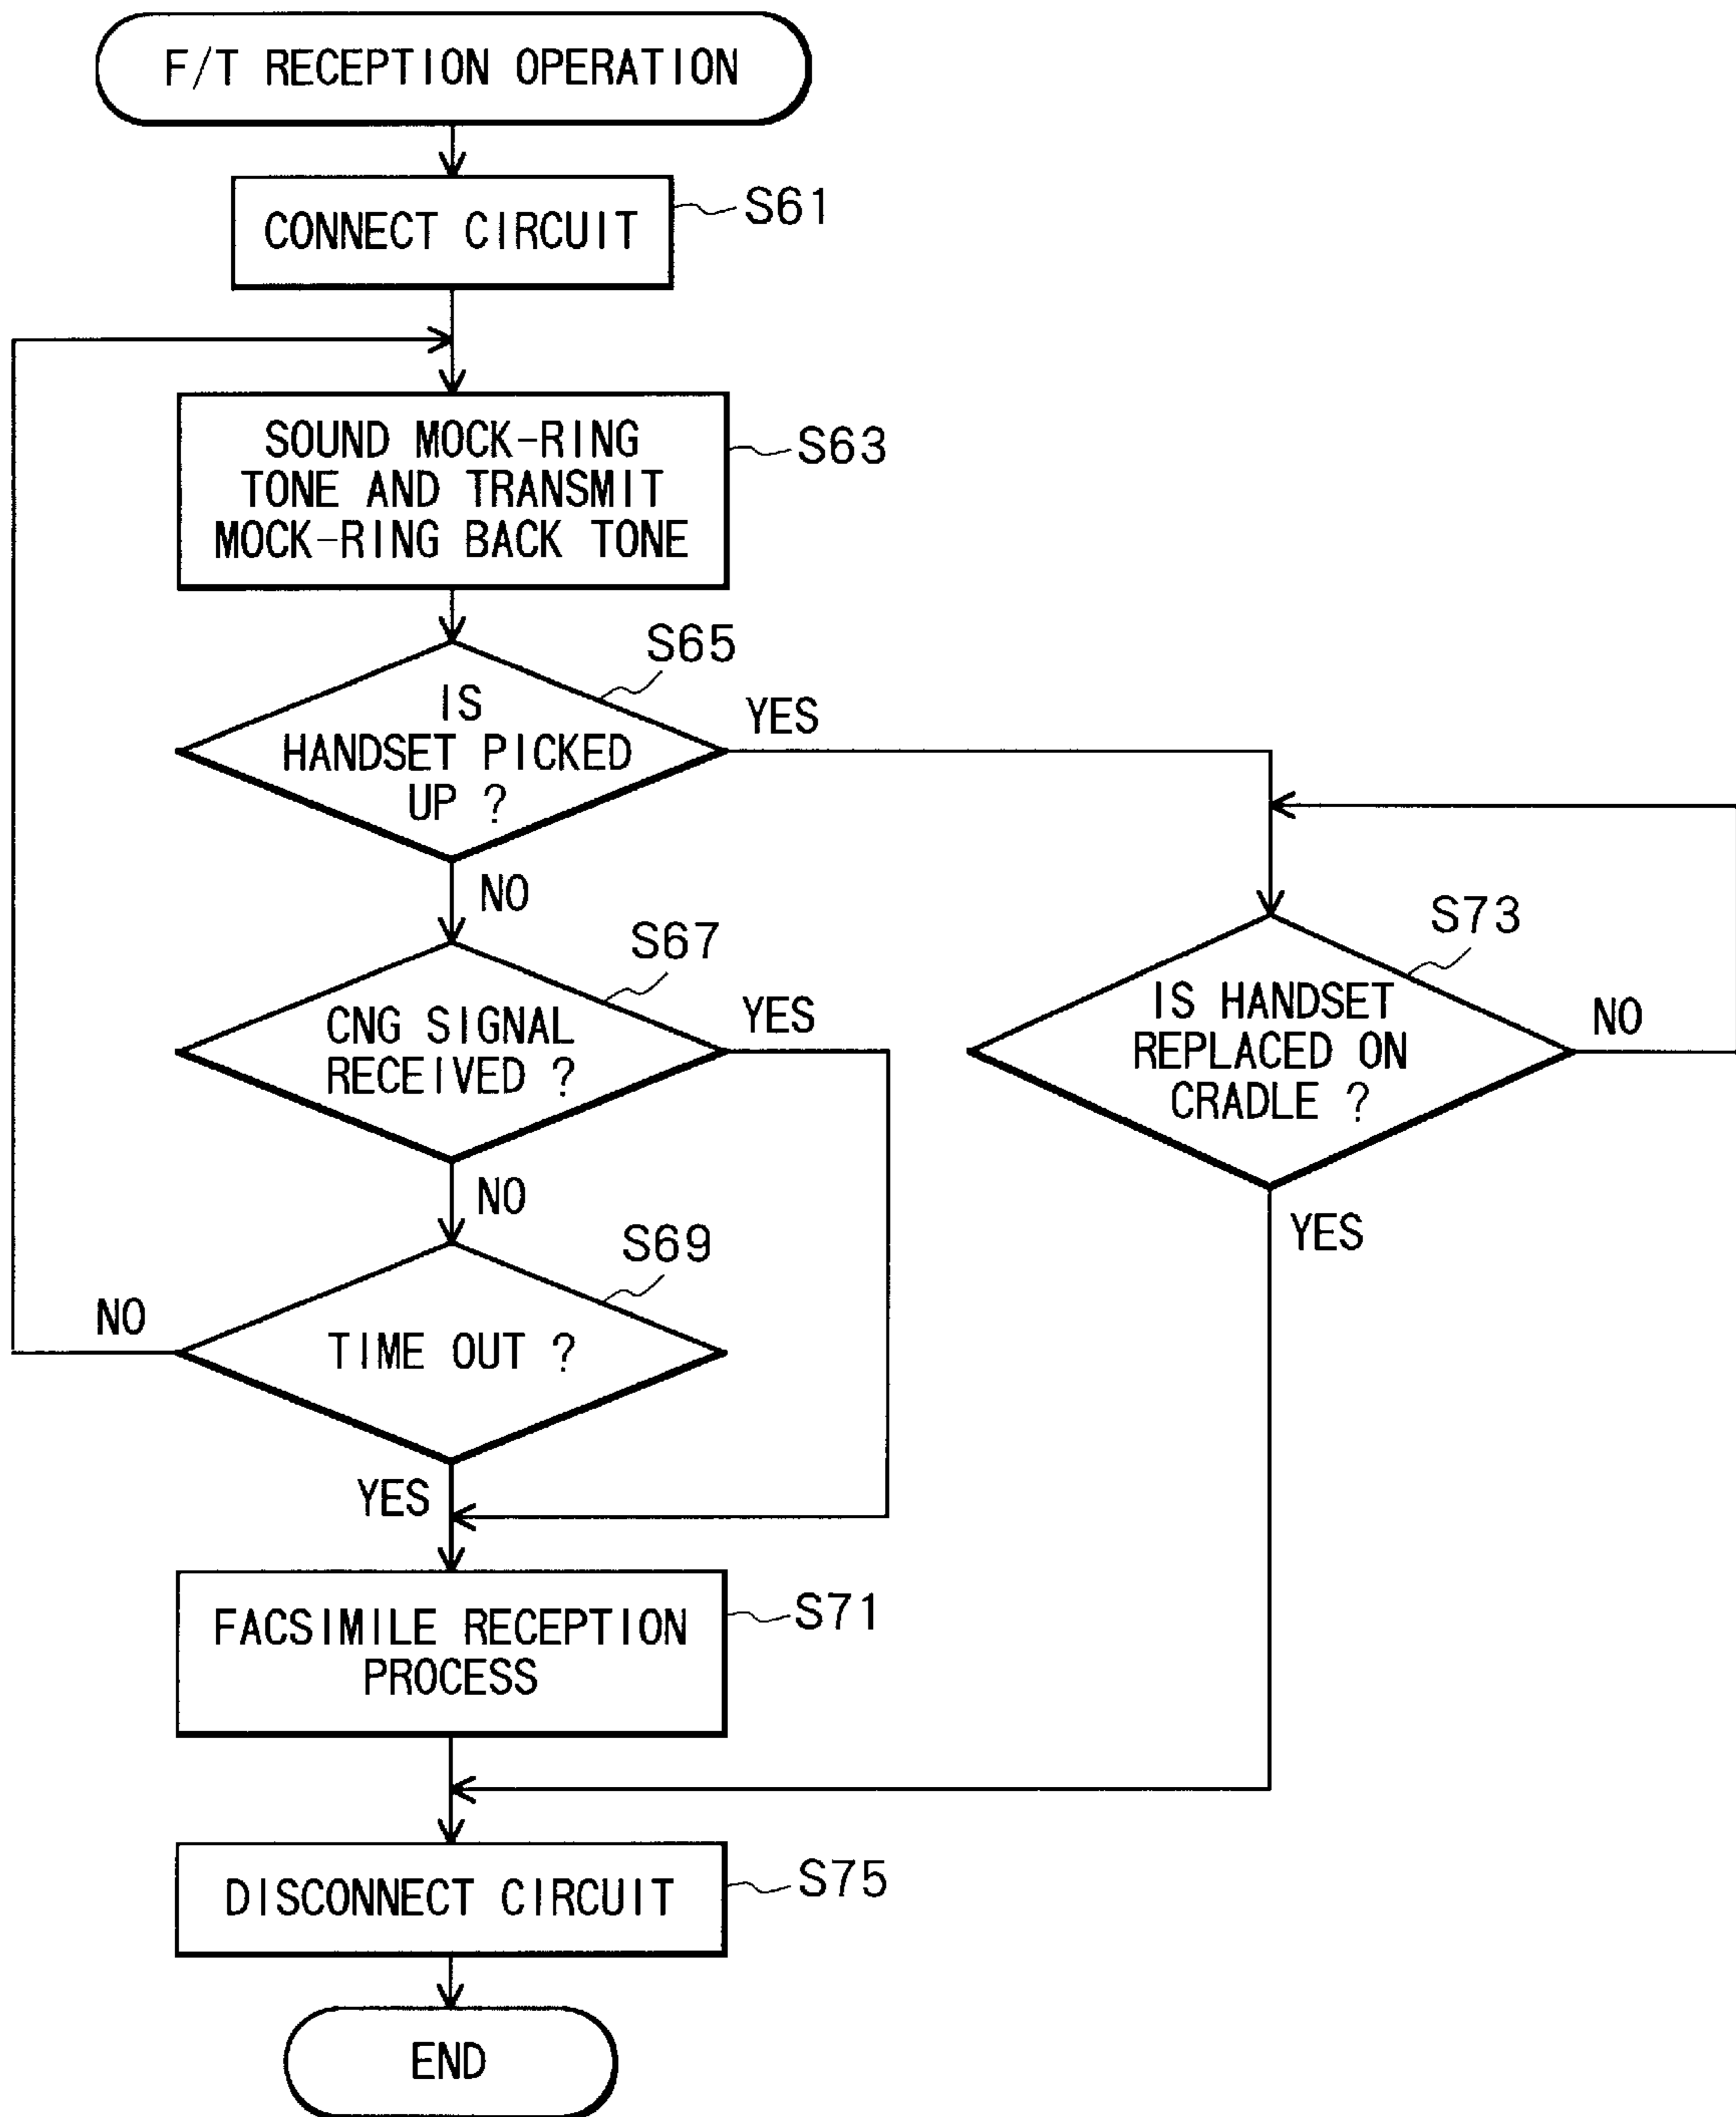 F/T RECEPTION OPERATION
CONNECT CIRCUIT
S61
SOUND MOCK-RING
TONE AND TRANSMIT
MOCK-RING BACK TONE
S63
S65
IS
HANDSET PICKED
UP ?
YES
NO
S67
CNG SIGNAL
RECEIVED ?
YES
NO
S73
IS HANDSET
REPLACED ON
CRADLE ?
NO
YES
S69
TIME OUT ?
NO
YES
FACSIMILE RECEPTION
PROCESS
S71
DISCONNECT CIRCUIT
S75
END